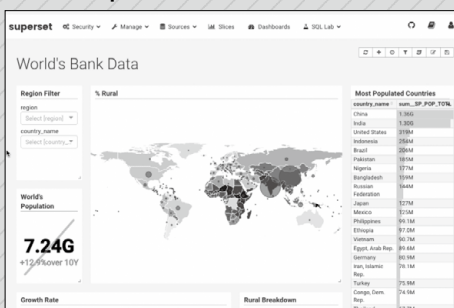 superset Security Manage Sources Slices Dashboards SQL Lab
World's Bank Data
Region Filter
region
Select [region]
country_name
Select [country_
World's
Population
7.24G
+12.9%over 10Y
% Rural
Most Populated Countries
country_name sum__SP_POP_TOTL
China 1.36G
India 1.30G
United States 319M
Indonesia 254M
Brazil 206M
Pakistan 185M
Nigeria 177M
Bangladesh 159M
Russian 144M
Federation
Japan 127M
Mexico 125M
Philippines 99.1M
Ethiopia 97.0M
Vietnam 90.7M
Egypt, Arab Rep. 89.6M
Germany 80.9M
Iran, Islamic 78.1M
Rep.
Turkey 75.9M
Congo, Dem. 74.9M
Rep.
Growth Rate
Rural Breakdown